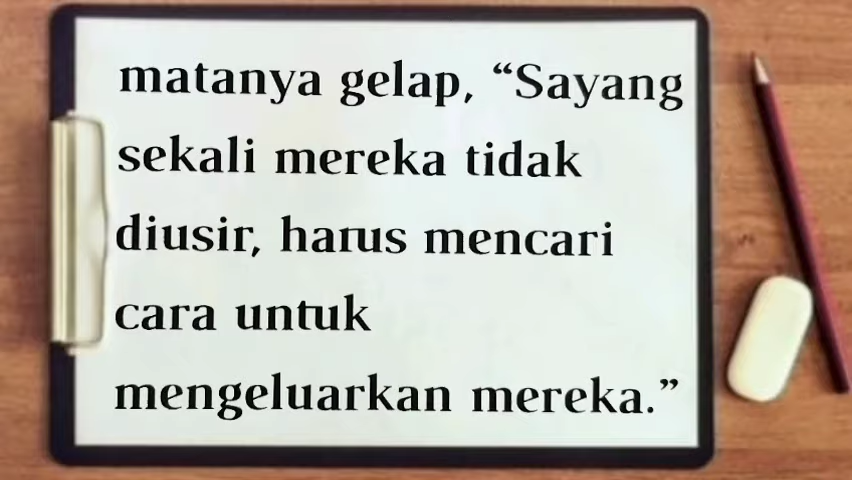 matanya gelap, “Sayang
sekali mereka tidak
diusir, harus mencari
cara untuk
mengeluarkan mereka.”